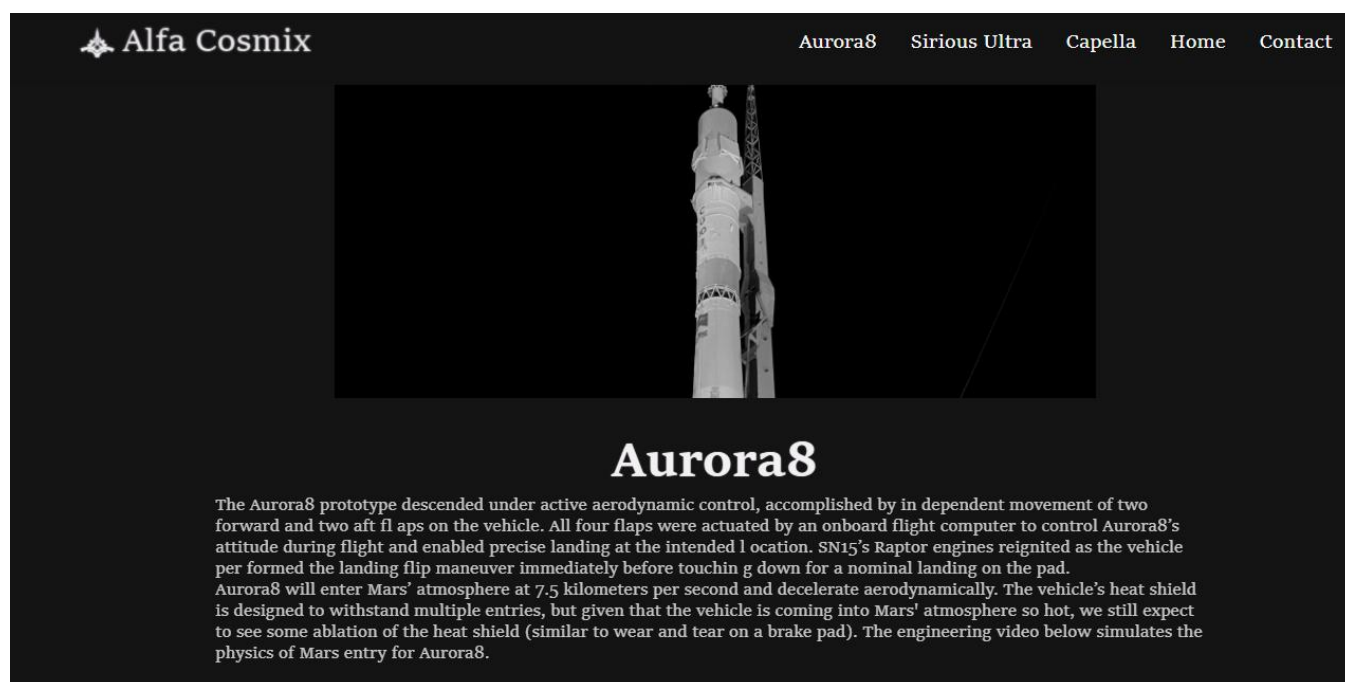 Alfa Cosmix
Aurora8 Sirious Ultra Capella Home Contact
Aurora8
The Aurora8 prototype descended under active aerodynamic control, accomplished by in dependent movement of two
forward and two aft fl aps on the vehicle. All four flaps were actuated by an onboard flight computer to control Aurora8’s
attitude during flight and enabled precise landing at the intended l ocation. SN15’s Raptor engines reignited as the vehicle
per formed the landing flip maneuver immediately before touchin g down for a nominal landing on the pad.
Aurora8 will enter Mars’ atmosphere at 7.5 kilometers per second and decelerate aerodynamically. The vehicle’s heat shield
is designed to withstand multiple entries, but given that the vehicle is coming into Mars' atmosphere so hot, we still expect
to see some ablation of the heat shield (similar to wear and tear on a brake pad). The engineering video below simulates the
physics of Mars entry for Aurora8.